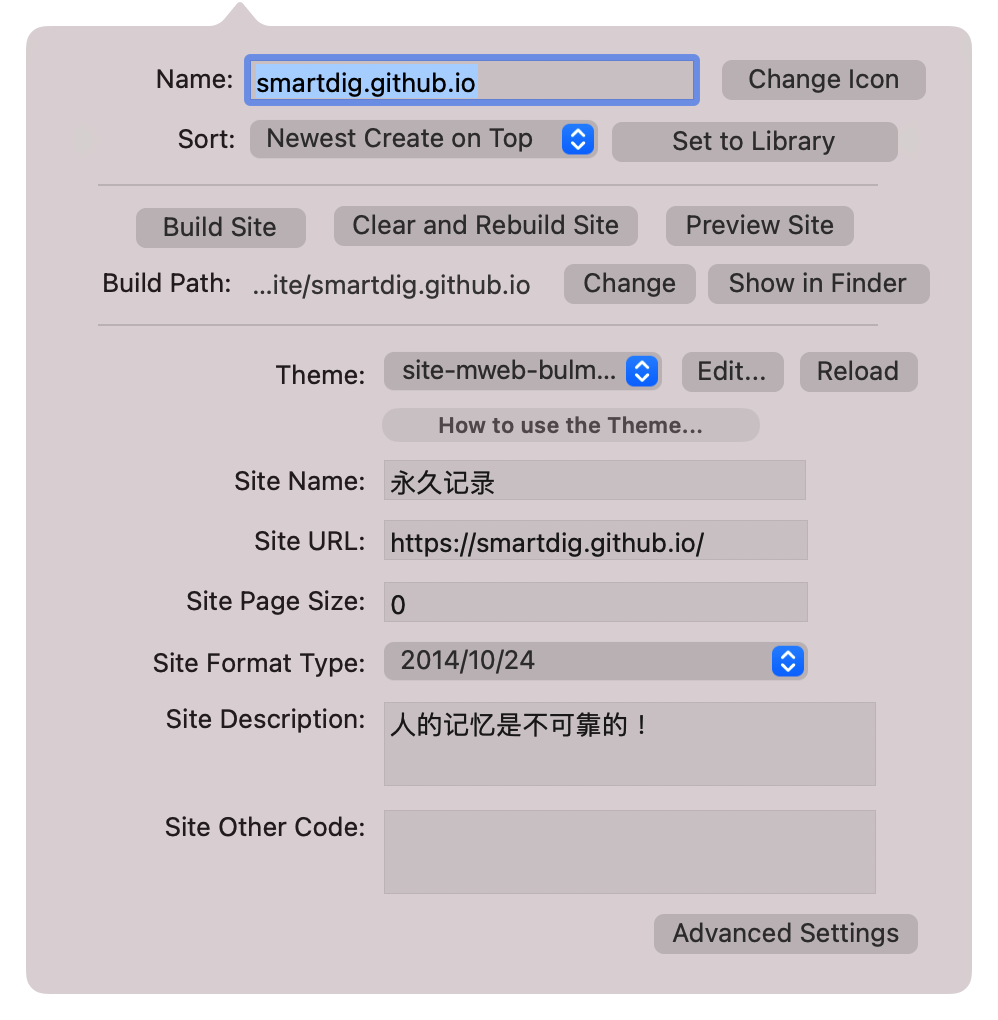 Name: smartdig.github.io Change Icon
Sort: Newest Create on Top Set to Library
Build Site Clear and Rebuild Site Preview Site
Build Path: ...ite/smartdig.github.io Change Show in Finder
Theme: site-mweb-bulm... Edit... Reload
How to use the Theme...
Site Name: 永久记录
Site URL: https://smartdig.github.io/
Site Page Size: 0
Site Format Type: 2014/10/24
Site Description: 人的记忆是不可靠的！
Site Other Code:
Advanced Settings